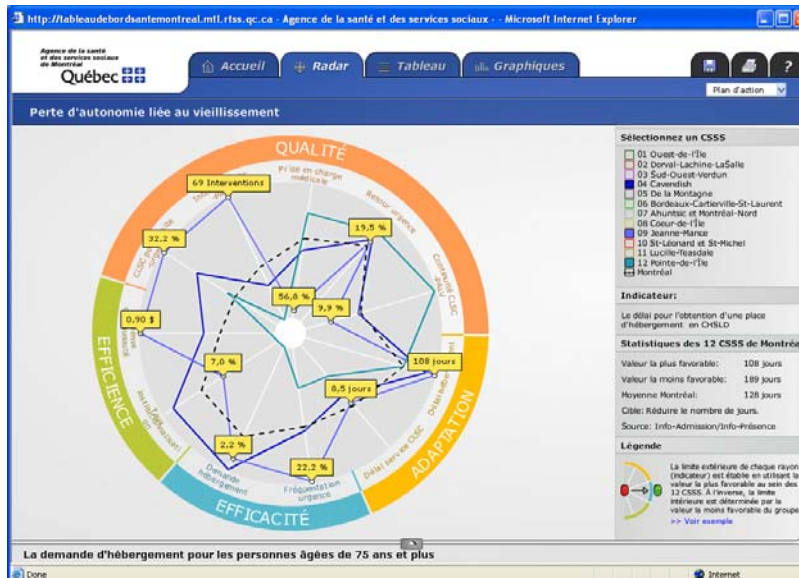 http://tableaudebordsantemontreal.mtl.rtss.qc.ca - Agence de la santé et des services sociaux - - Microsoft Internet Explorer
Agence de la santé
et des services sociaux
de Montréal
Québec
Accueil
Radar
Tableau
Graphiques
?
Plan d'action
Perte d'autonomie liée au vieillissement
QUALITÉ
Prise en charge
médicale
69 Interventions
Retour urgence
32,2 %
19,5 %
Continuité CLSC
-PALV
56,8 %
9,9 %
0,90 $
7,0 %
108 jours
8,5 jours
EFFICIENCE
ADAPTATION
2,2 %
22,2 %
Délai service CLSC
Demande
hébergement
Fréquentation
urgence
EFFICACITÉ
Sélectionnez un CSSS
01 Ouest-de-l'Île
02 Dorval-Lachine-LaSalle
03 Sud-Ouest-Verdun
04 Cavendish
05 De la Montagne
06 Bordeaux-Cartierville-St-Laurent
07 Ahuntsic et Montréal-Nord
08 Coeur-de-l'Île
09 Jeanne-Mance
10 St-Léonard et St-Michel
11 Lucille-Teasdale
12 Pointe-de-l'Île
Montréal
Indicateur:
Le délai pour l'obtention d'une place
d'hébergement en CHSLD
Statistiques des 12 CSSS de Montréa
Valeur la plus favorable: 108 jours
Valeur la moins favorable: 189 jours
Moyenne Montréal: 128 jours
Cible: Réduire le nombre de jours.
Source: Info-Admission/Info-Présence
Légende
La limite extérieure de chaque rayon
(indicateur) est établie en utilisant la
valeur la plus favorable au sein des
12 CSSS. À l'inverse, la limite
intérieure est déterminée par la
valeur la moins favorable du groupe
>> Voir exemple
La demande d'hébergement pour les personnes âgées de 75 ans et plus
Done
Internet